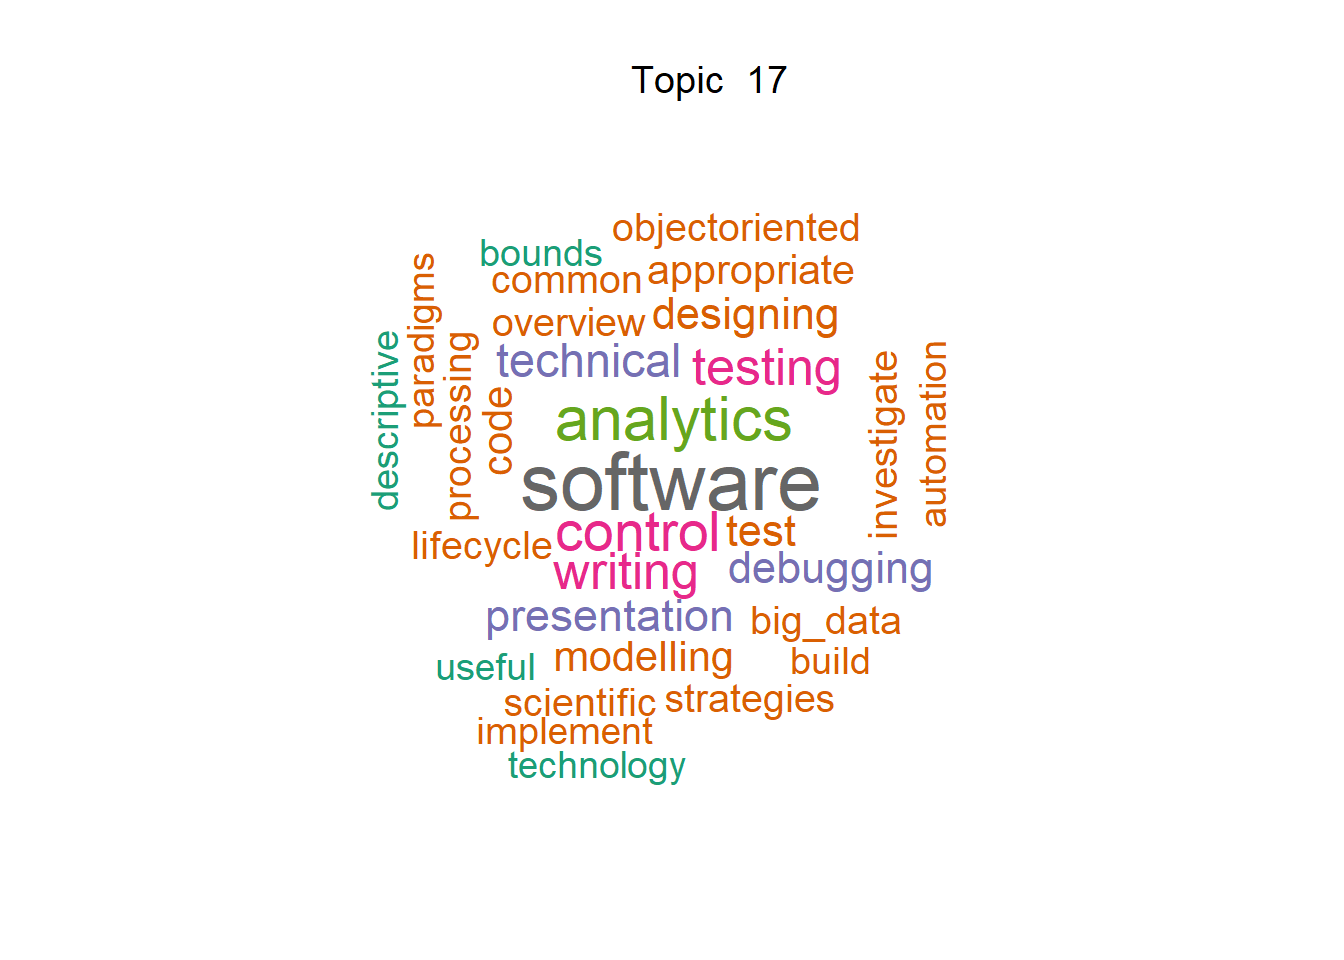 Topic 17
objectoriented
bounds
common
appropriate
overview
designing
technical
testing
paradigms
descriptive
processing
code
analytics
investigate
automation
software
control
test
lifecycle
writing
debugging
presentation
big_data
useful
modelling
build
scientific
strategies
implement
technology